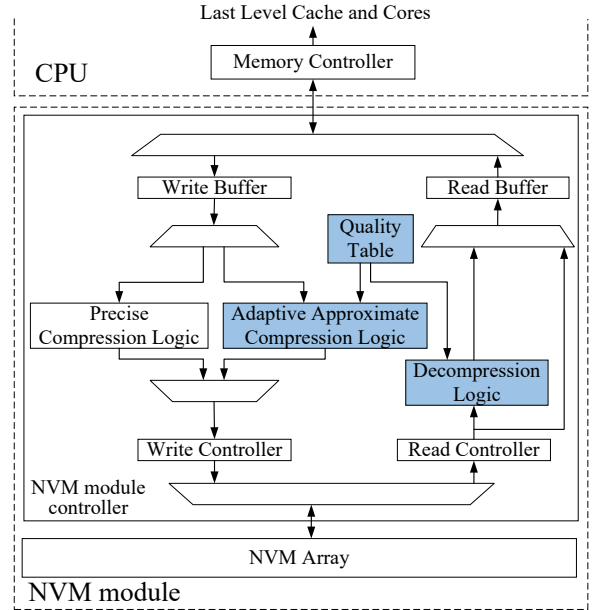 Last Level Cache and Cores
Memory Controller
CPU
Write Buffer
Read Buffer
Quality
Table
Precise
Compression Logic
Adaptive Approximate
Compression Logic
Decompression
Logic
Write Controller
Read Controller
NVM module
controller
NVM Array
NVM module